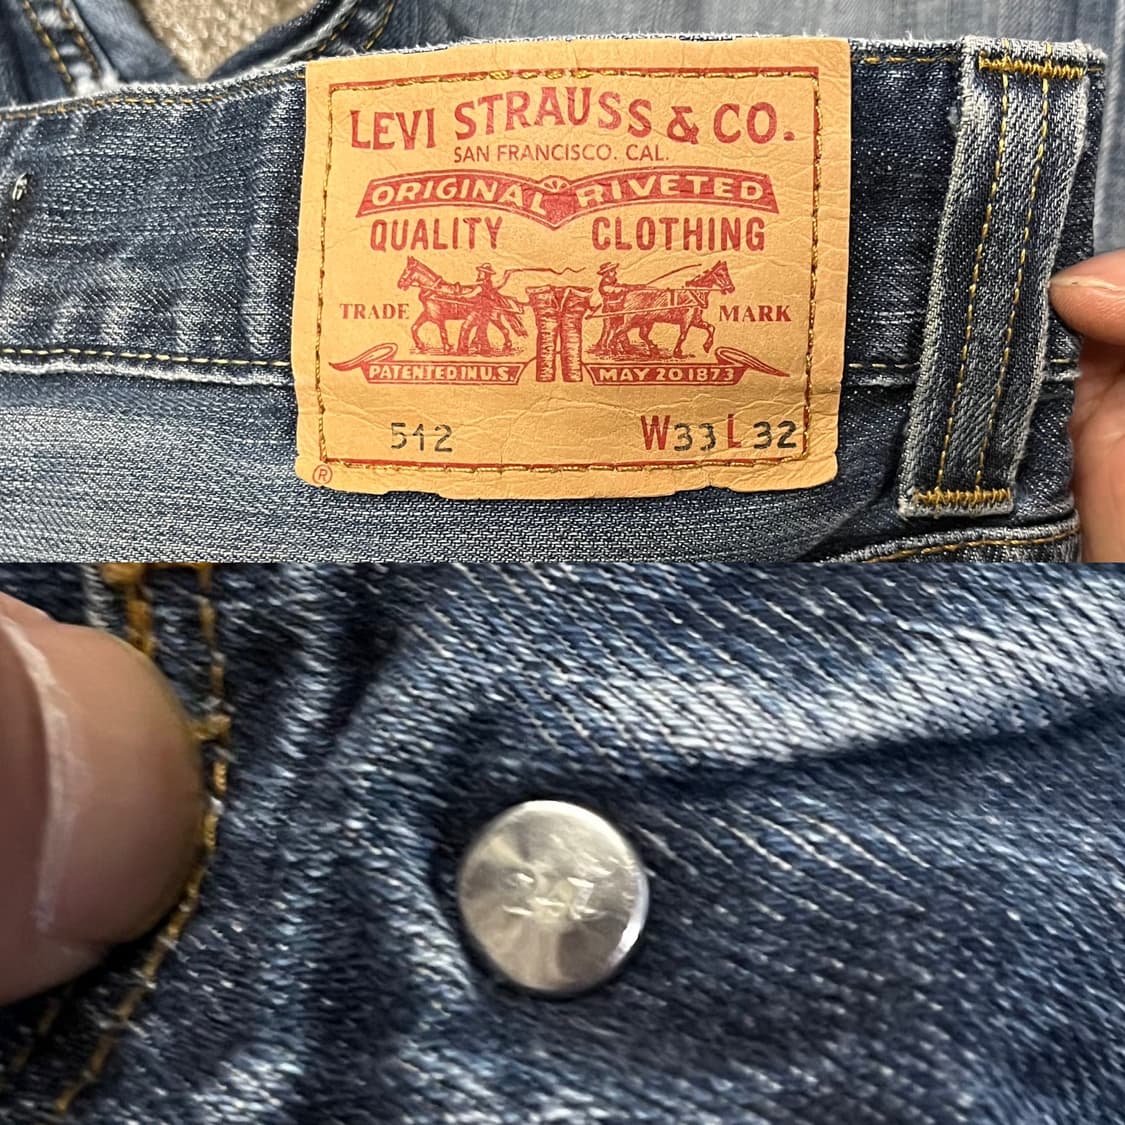 LEVI STRAUSS & CO.
SAN FRANCISCO. CAL.
ORIGINAL RIVETED
QUALITY CLOTHING
TRADE MARK
PATENTED IN U.S. MAY 20 1873
512 W33 L 32
®